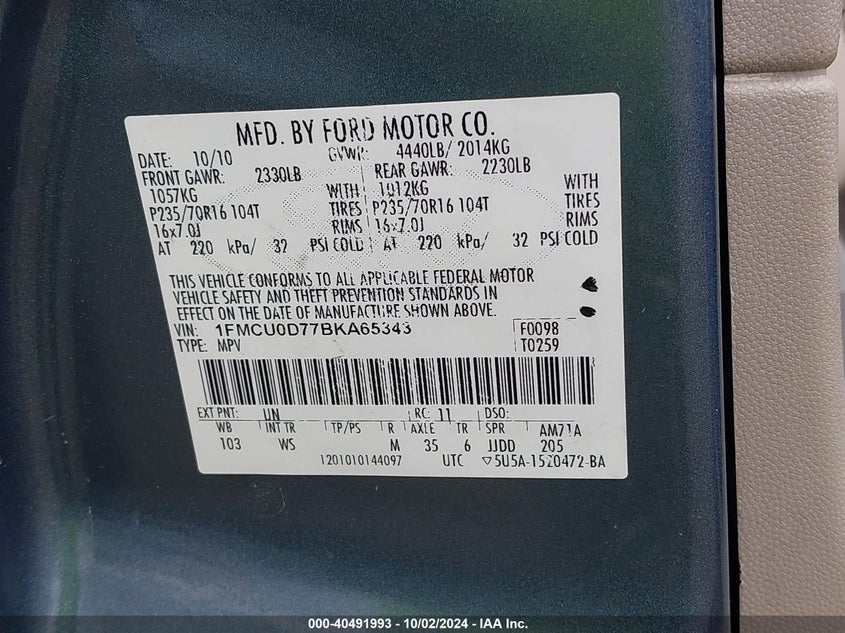 MFD. BY FORD MOTOR CO.
DATE: 10/10 GVWR: 4440LB/ 2014KG
FRONT GAWR: 2330LB REAR GAWR: 2230LB
1057KG WITH 1012KG WITH
P235/70R16 104T TIRES P235/70R16 104T TIRES
16x7.0J RIMS 16x7.0J RIMS
AT 220 kPa/ 32 PSI COLD AT 220 kPa/ 32 PSI COLD
THIS VEHICLE CONFORMS TO ALL APPLICABLE FEDERAL MOTOR
VEHICLE SAFETY AND THEFT PREVENTION STANDARDS IN
EFFECT ON THE DATE OF MANUFACTURE SHOWN ABOVE.
VIN: 1FMCU0D77BKA65343 F0098
TYPE: MPV T0259
EXT PNT: UN RC: 11 DSO:
WB INT TR TP/PS R AXLE TR SPR AM71A
103 WS M 35 6 JJDD 205
1201010144097 UTC ▽5U5A-1520472-BA
000-40491993 - 10/02/2024 - IAA Inc.